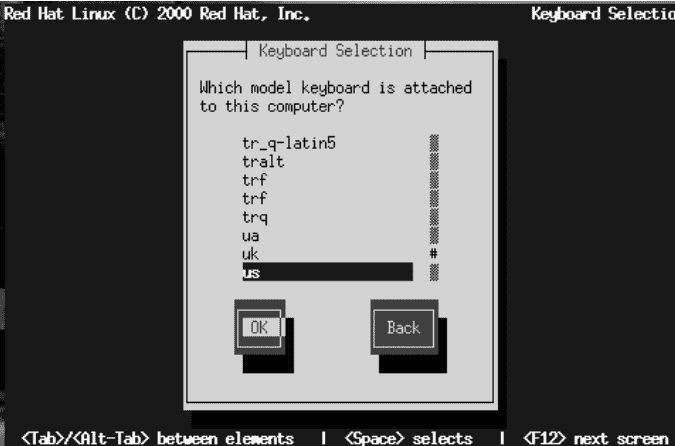 Red Hat Linux (C) 2000 Red Hat, Inc. Keyboard Selectio
Keyboard Selection
Which model keyboard is attached
to this computer?
tr_q-latin5
tralt
trf
trf
trq
ua
uk #
us
OK Back
<Tab>/<Alt-Tab> between elements | <Space> selects | <F12> next screen